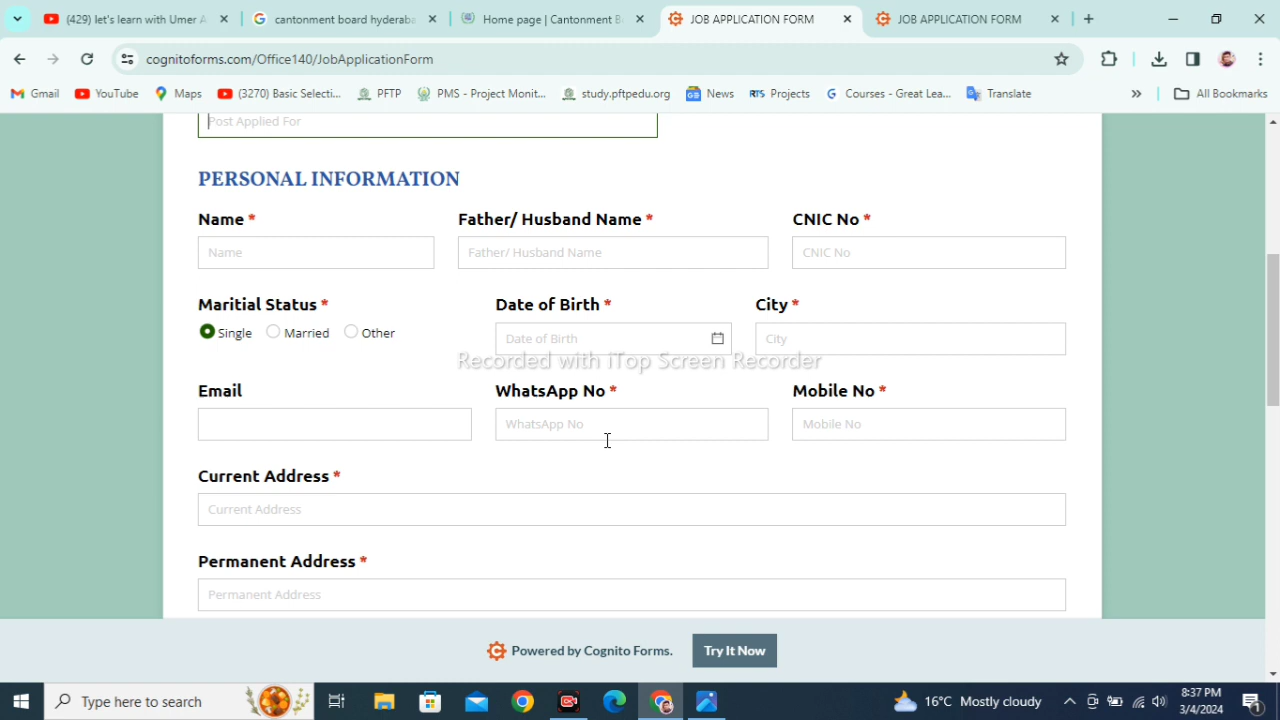 (429) let's learn with Umer A
cantonment board hyderaba
Home page | Cantonment B
JOB APPLICATION FORM
JOB APPLICATION FORM
cognitoforms.com/Office140/JobApplicationForm
Gmail
YouTube
Maps
(3270) Basic Selecti...
PFTP
PMS - Project Monit...
study.pftpedu.org
News
RTS Projects
Courses - Great Lea...
Translate
»
All Bookmarks
Post Applied For
PERSONAL INFORMATION
Name * Father/ Husband Name * CNIC No *
Name Father/ Husband Name CNIC No
Maritial Status * Date of Birth * City *
Single Married Other Date of Birth City
Recorded with iTop Screen Recorder
Email WhatsApp No * Mobile No *
WhatsApp No Mobile No
Current Address *
Current Address
Permanent Address *
Permanent Address
Powered by Cognito Forms. Try It Now
Type here to search
16°C Mostly cloudy
8:37 PM
3/4/2024
1